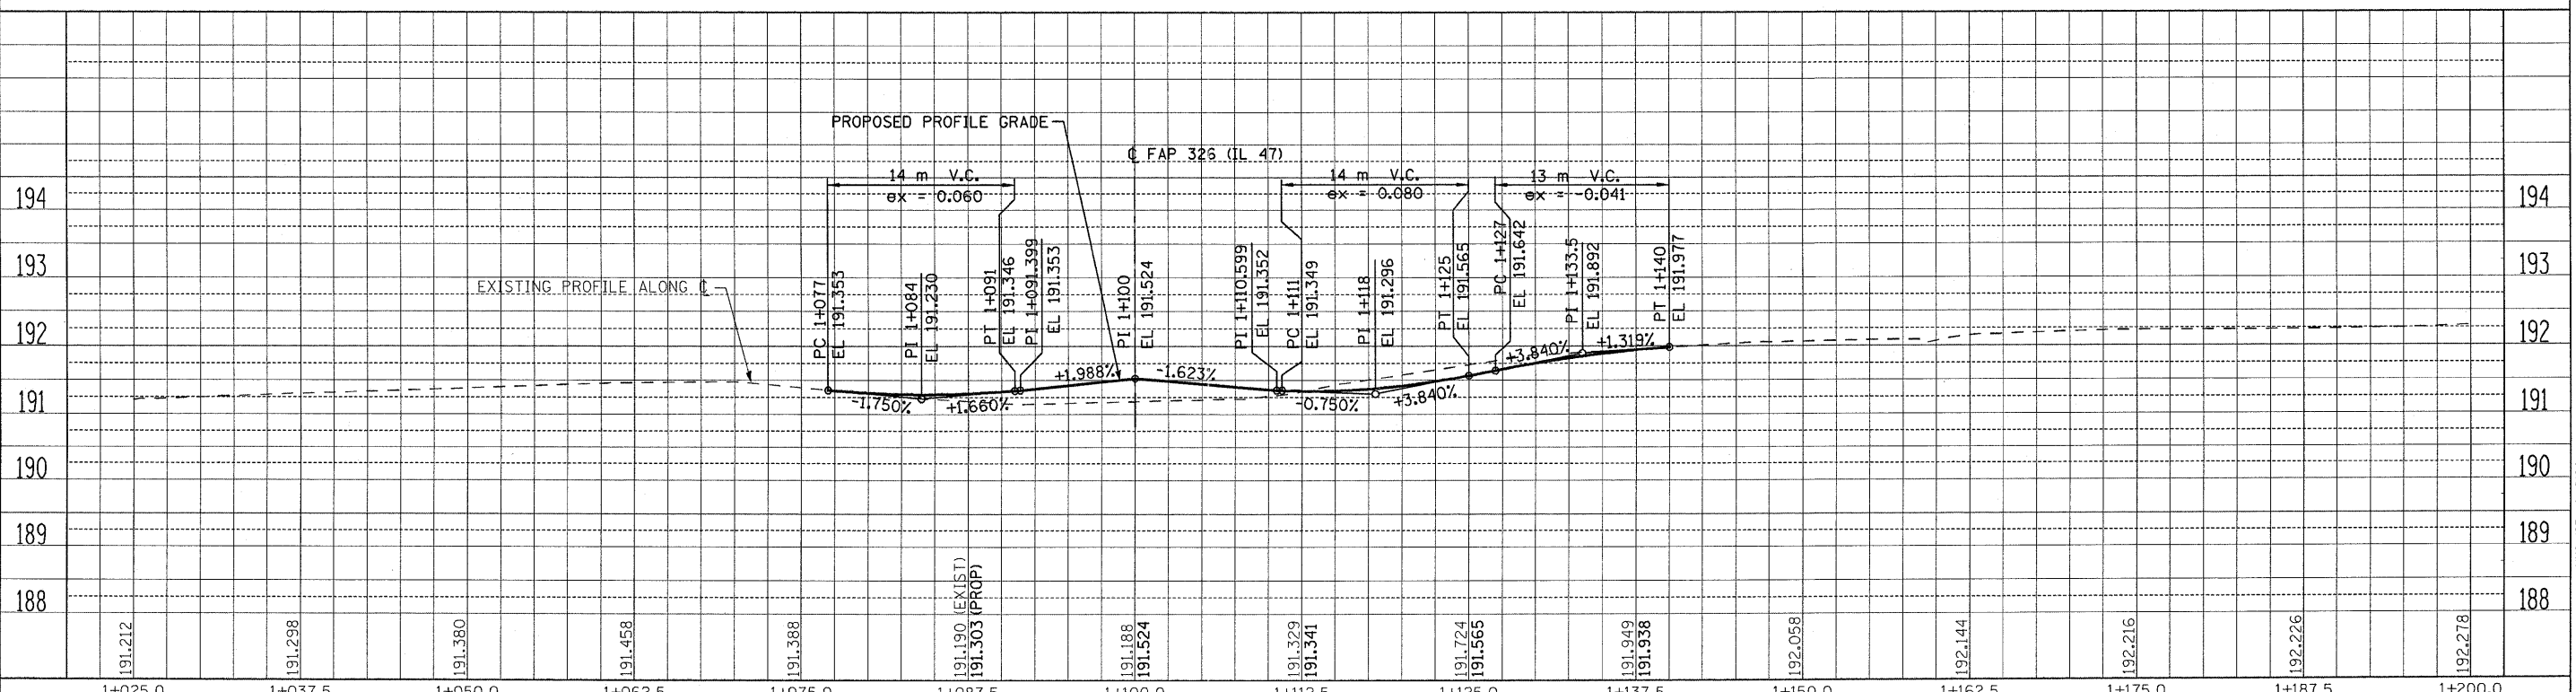 PROPOSED PROFILE GRADE
℄ FAP 326 (IL 47)
14 m V.C.
ex = 0.060
14 m V.C.
ex = 0.080
13 m V.C.
ex = -0.041
194
194
193
193
192
192
191
191
190
190
189
189
188
188
EXISTING PROFILE ALONG ℄
PC 1+077
EL 191.353
PI 1+084
EL 191.230
PT 1+091
EL 191.346
PI 1+091.399
EL 191.353
PI 1+100
EL 191.524
PI 1+110.599
EL 191.352
PC 1+111
EL 191.349
PI 1+118
EL 191.296
PT 1+125
EL 191.565
PC 1+127
EL 191.642
PI 1+133.5
EL 191.892
PT 1+140
EL 191.977
-1.750%
+1.660%
+1.988%
-1.623%
-0.750%
+3.840%
+3.840%
+1.319%
191.212
191.298
191.380
191.458
191.388
191.190 (EXIST)
191.303 (PROP)
191.188
191.524
191.329
191.341
191.724
191.565
191.949
191.938
192.058
192.144
192.216
192.226
192.278
1+025.0
1+037.5
1+050.0
1+062.5
1+075.0
1+087.5
1+100.0
1+112.5
1+125.0
1+137.5
1+150.0
1+162.5
1+175.0
1+187.5
1+200.0